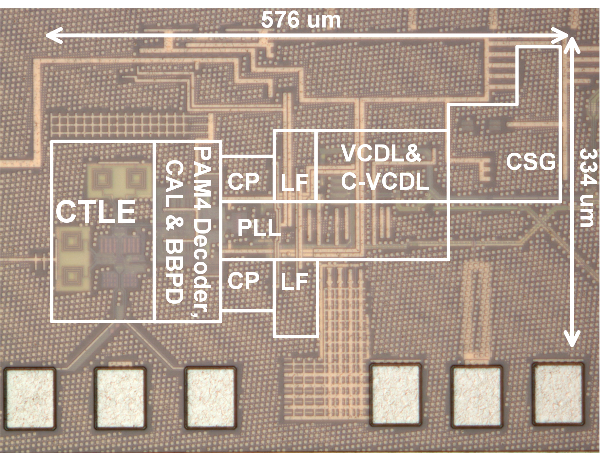 576 um
334 um
CTLE
PAM4 Decoder,
CAL & BBPD
CP
LF
VCDL&
C-VCDL
CSG
PLL
CP
LF